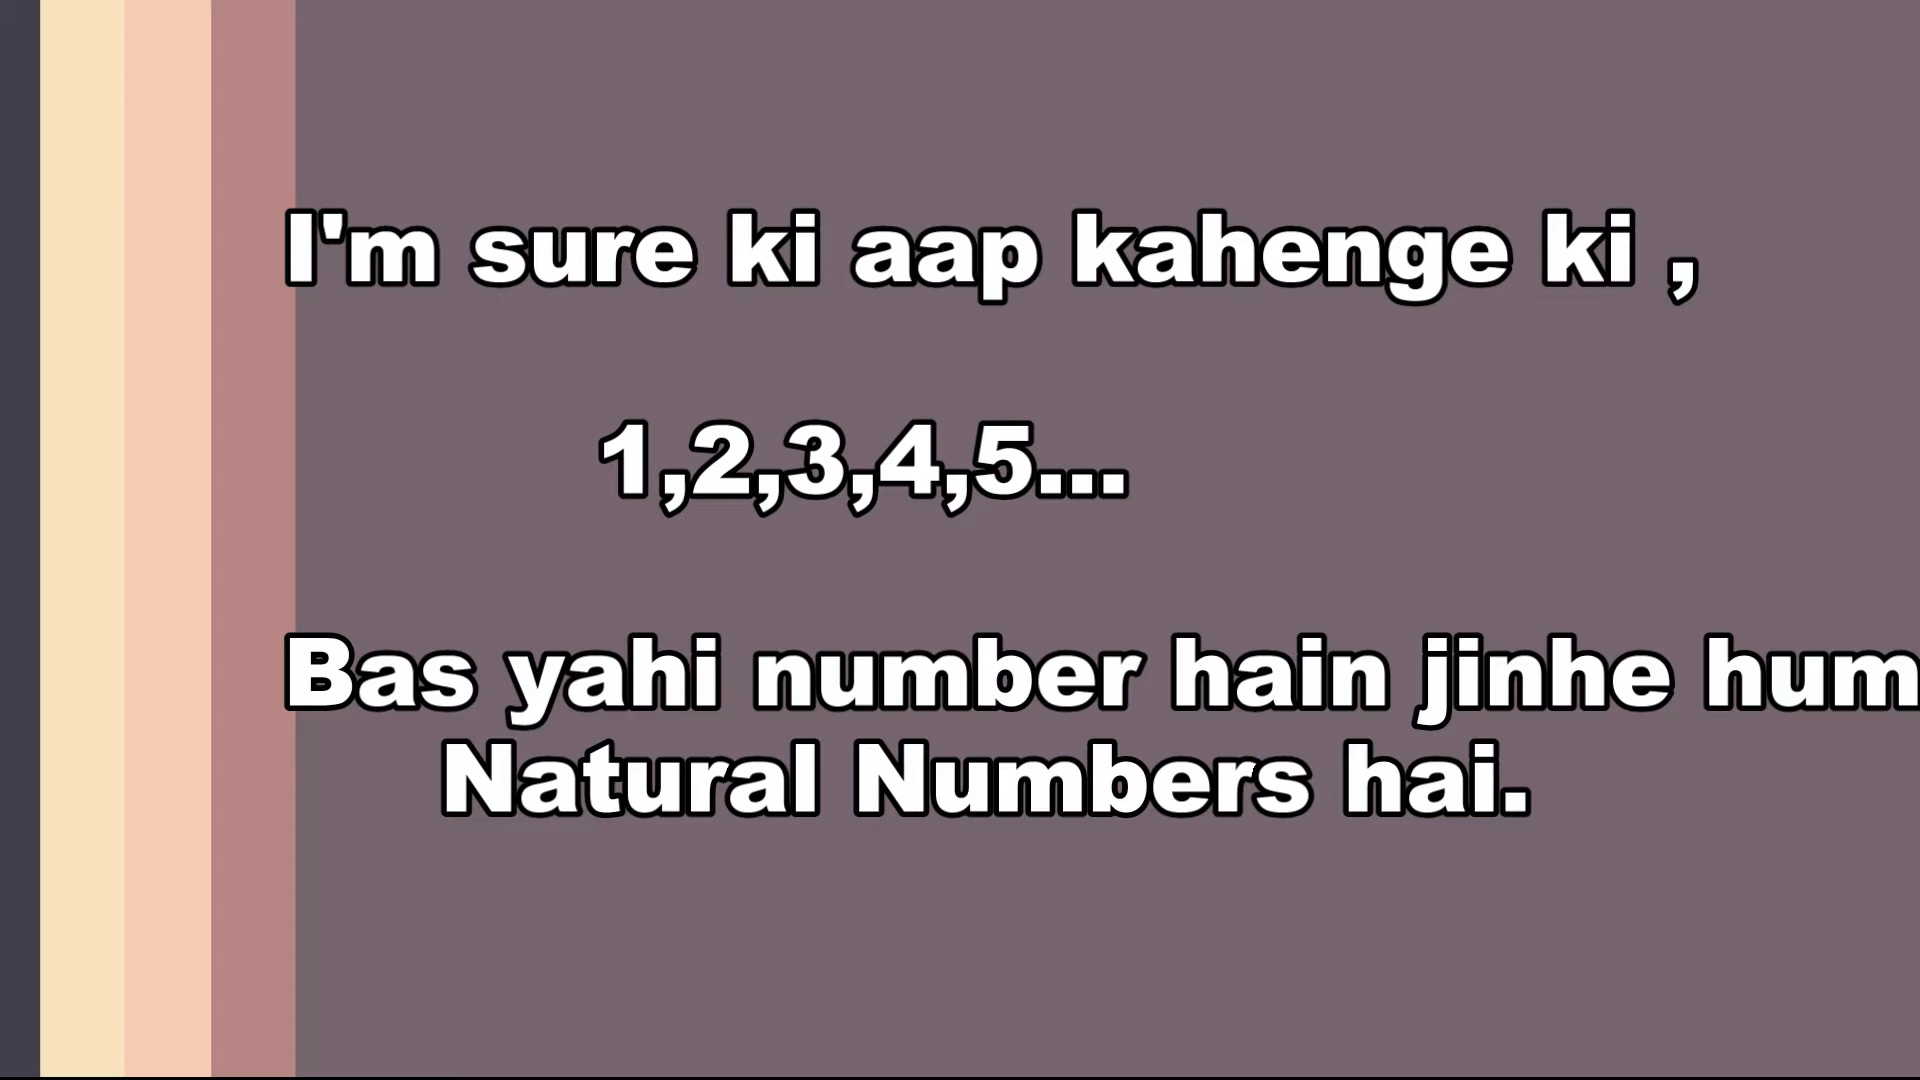 I'm sure ki aap kahenge ki ,
1,2,3,4,5...
Bas yahi number hain jinhe hum
Natural Numbers hai.